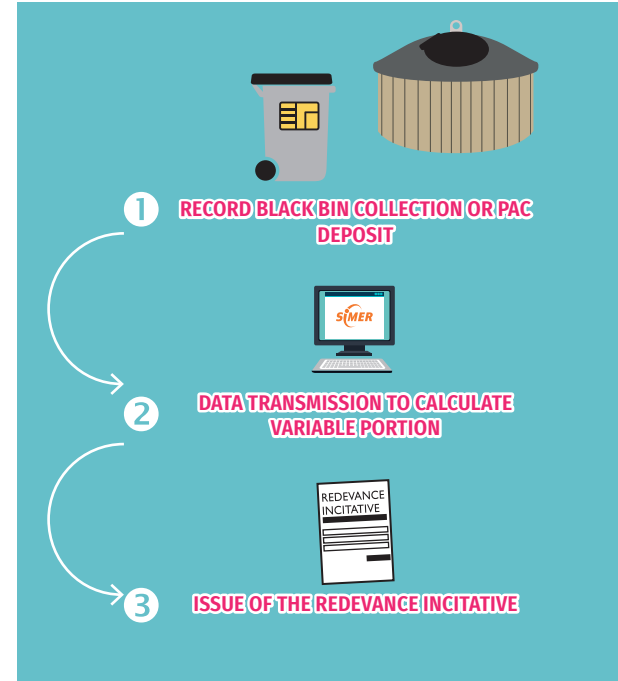 1
RECORD BLACK BIN COLLECTION OR PAC
DEPOSIT
SiMER
2
DATA TRANSMISSION TO CALCULATE
VARIABLE PORTION
REDEVANCE
INCITATIVE
3
ISSUE OF THE REDEVANCE INCITATIVE